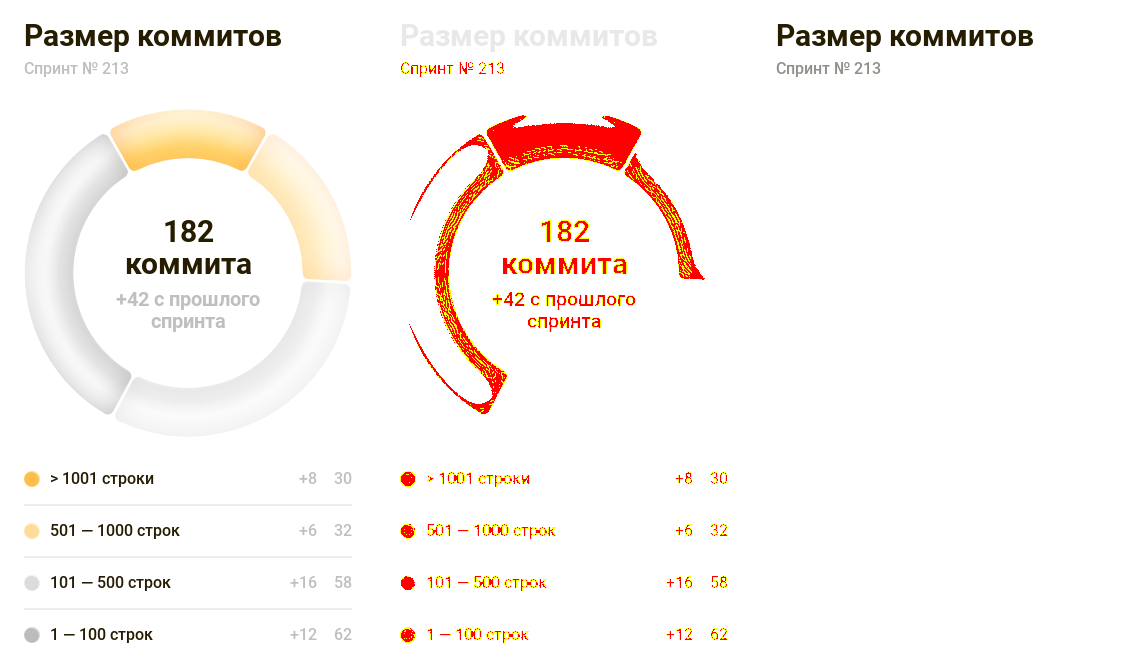 Размер коммитов
Спринт № 213
182
коммита
+42 с прошлого
спринта
> 1001 строки +8 30
501 — 1000 строк +6 32
101 — 500 строк +16 58
1 — 100 строк +12 62
Размер коммитов
Спринт № 213
182
коммита
+42 с прошлого
спринта
> 1001 строки +8 30
501 — 1000 строк +6 32
101 — 500 строк +16 58
1 — 100 строк +12 62
Размер коммитов
Спринт № 213